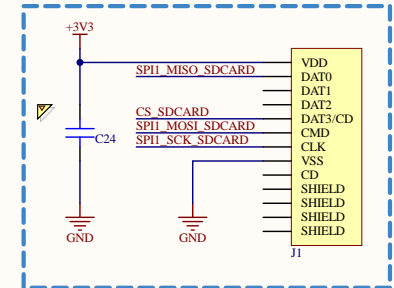 +3V3
VDD
SPI1_MISO_SDCARD DAT0
DAT1
DAT2
CS_SDCARD DAT3/CD
SPI1_MOSI_SDCARD CMD
C24 SPI1_SCK_SDCARD CLK
VSS
CD
SHIELD
SHIELD
SHIELD
GND GND SHIELD
J1